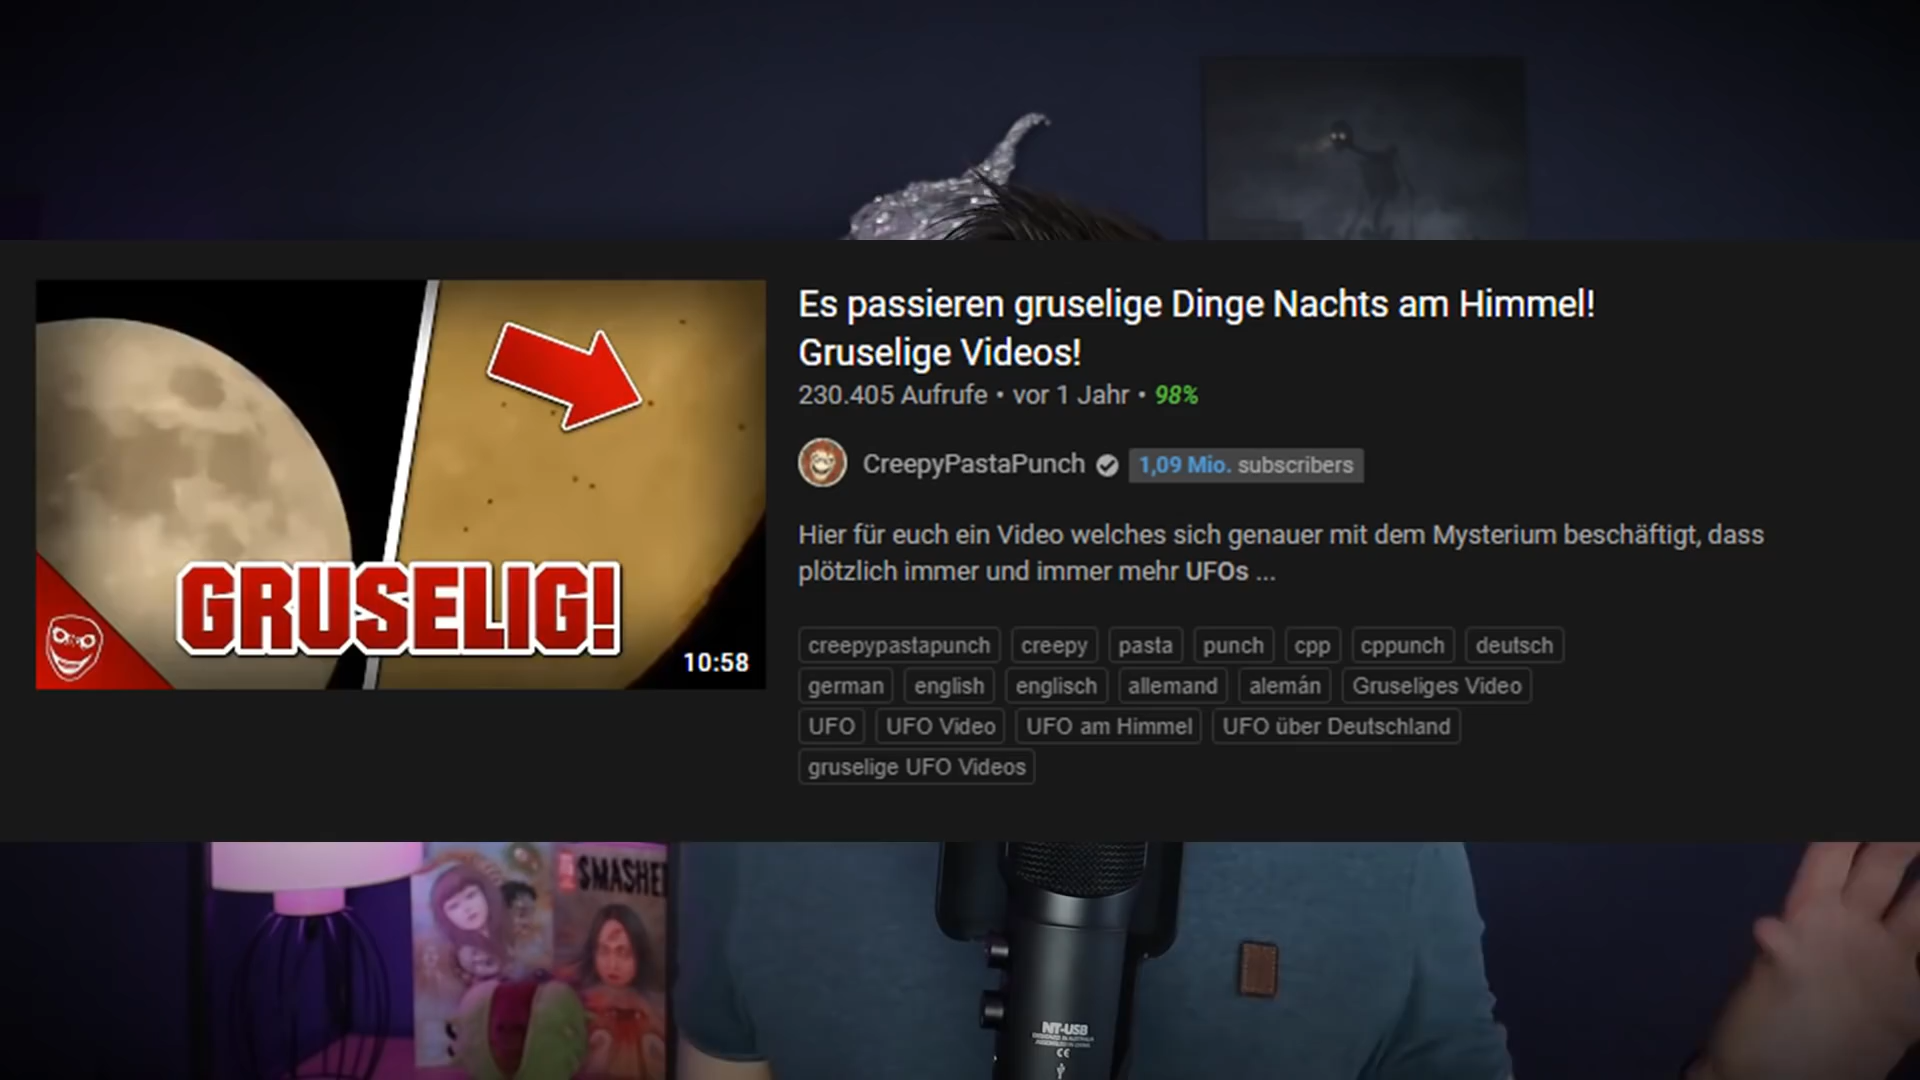 Es passieren gruselige Dinge Nachts am Himmel!
Gruselige Videos!
230.405 Aufrufe • vor 1 Jahr • 98%
CreepyPastaPunch 1,09 Mio. subscribers
Hier für euch ein Video welches sich genauer mit dem Mysterium beschäftigt, dass
plötzlich immer und immer mehr UFOs ...
creepypastapunch creepy pasta punch cpp cppunch deutsch
german english englisch allemand alemán Gruseliges Video
UFO UFO Video UFO am Himmel UFO über Deutschland
gruselige UFO Videos
GRUSELIG!
10:58
NT-USB
CE